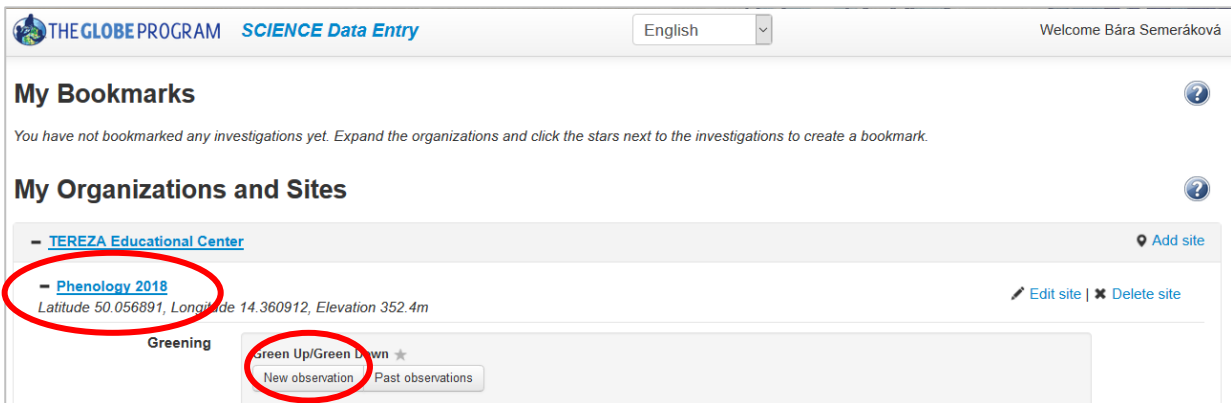 THE GLOBE PROGRAM SCIENCE Data Entry English Welcome Bára Semeráková
My Bookmarks
You have not bookmarked any investigations yet. Expand the organizations and click the stars next to the investigations to create a bookmark.
My Organizations and Sites
TEREZA Educational Center Add site
Phenology 2018
Latitude 50.056891, Longitude 14.360912, Elevation 352.4m Edit site | Delete site
Greening
Green Up/Green Down
New observation Past observations